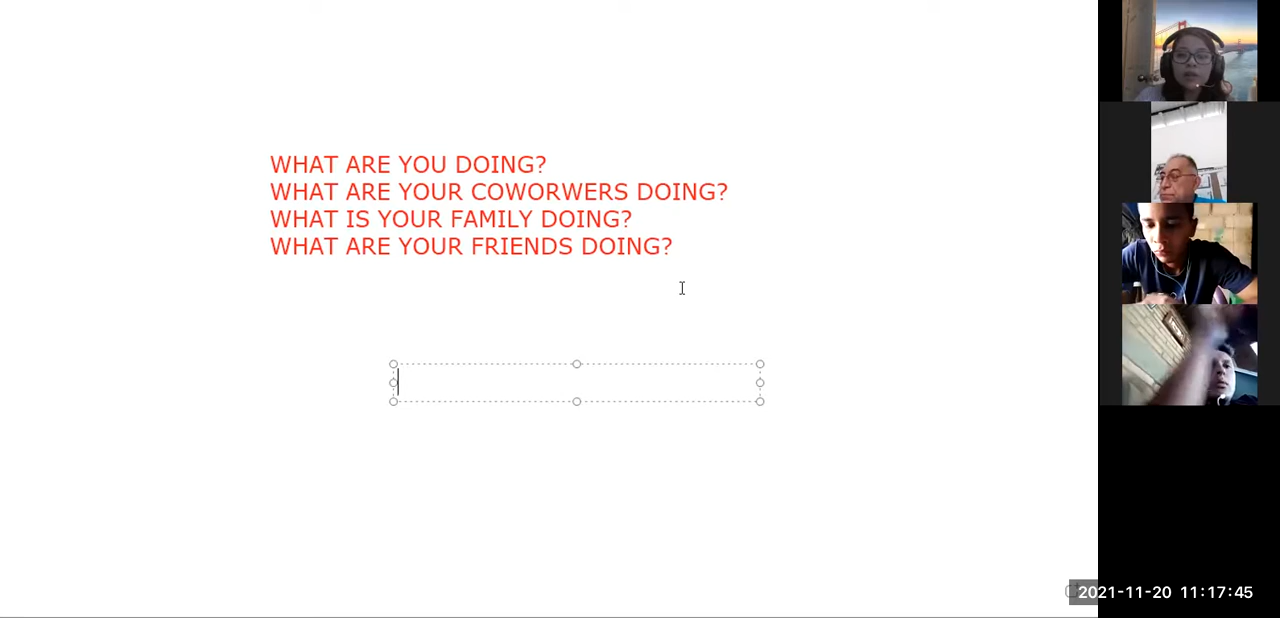 WHAT ARE YOU DOING?
WHAT ARE YOUR COWORWERS DOING?
WHAT IS YOUR FAMILY DOING?
WHAT ARE YOUR FRIENDS DOING?
2021-11-20 11:17:45